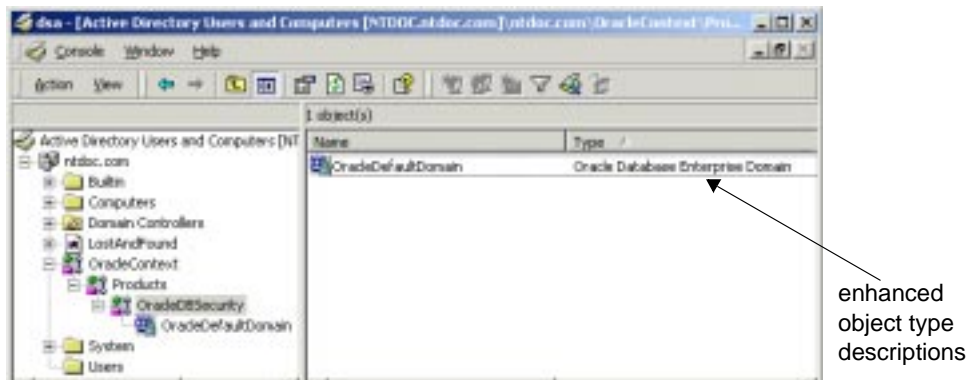 dsa - [Active Directory Users and Computers [NTDOC.ntdoc.com]\ntdoc.com\OracleContext\Pro...
Console Window Help
Action View
1 object(s)
Active Directory Users and Computers [NT
Name Type
ntdoc.com
OracleDefaultDomain Oracle Database Enterprise Domain
Builtin
Computers
Domain Controllers
LostAndFound
OracleContext
Products
OracleDBSecurity
OracleDefaultDomain
System
Users
enhanced
object type
descriptions